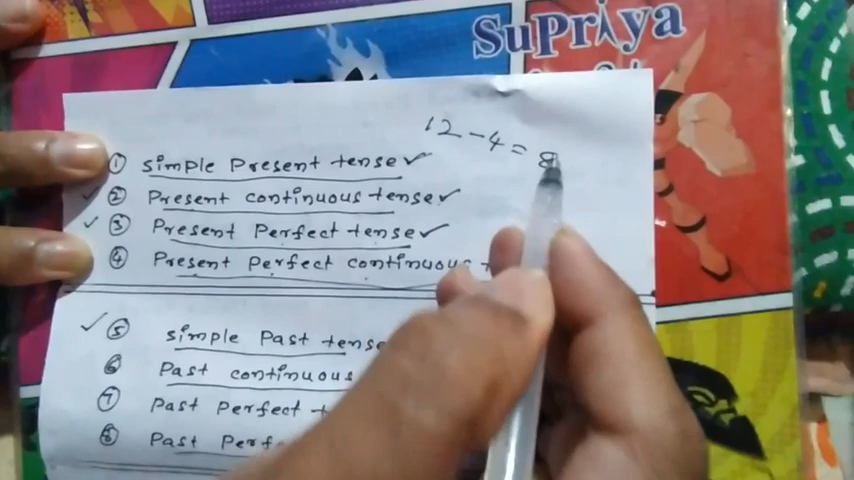 SuPriya
12 - 4 = 8
① simple Present tense ✓
✓ ② Present continuous tense ✓
✓ ③ Present Perfect tense ✓
④ Present Perfect continuous
✓ ⑤ simple Past tense
⑥ Past continuous
⑦ Past perfect
⑧ Past